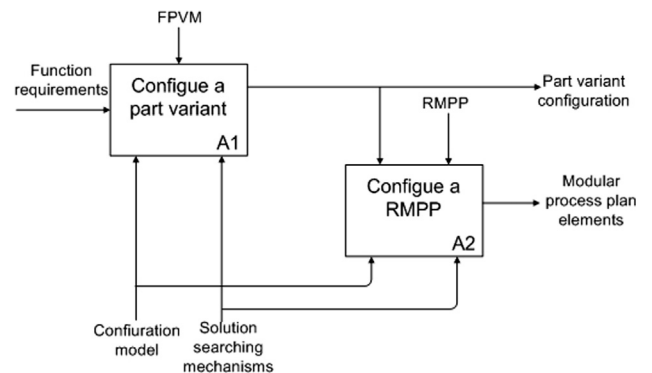 FPVM
Function
requirements
Configue a
part variant
A1
Part variant
configuration
RMPP
Configue a
RMPP
A2
Modular
process plan
elements
Confiuration
model
Solution
searching
mechanisms